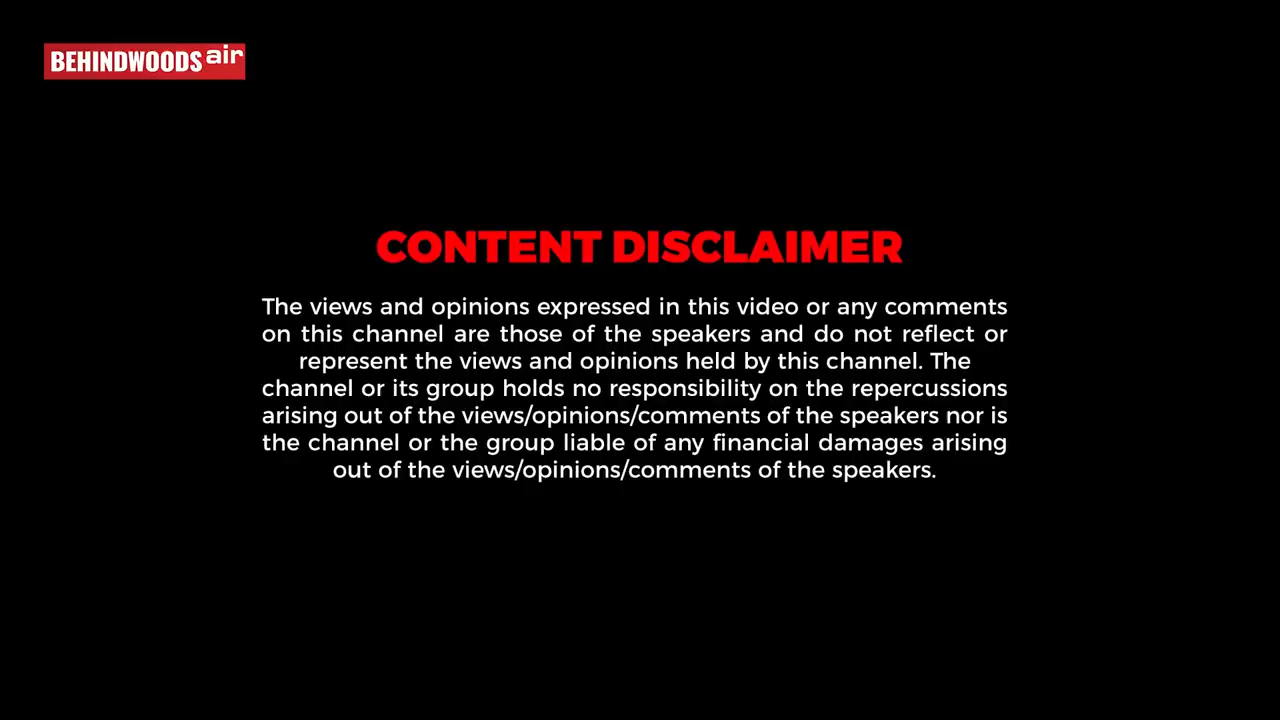 BEHINDWOODS air
CONTENT DISCLAIMER
The views and opinions expressed in this video or any comments
on this channel are those of the speakers and do not reflect or
represent the views and opinions held by this channel. The
channel or its group holds no responsibility on the repercussions
arising out of the views/opinions/comments of the speakers nor is
the channel or the group liable of any financial damages arising
out of the views/opinions/comments of the speakers.